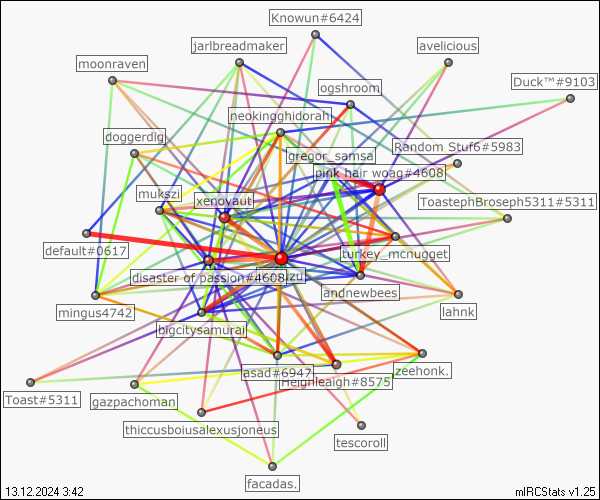 Knowun#6424
jarlbreadmaker
avelicious
moonraven
Duck™#9103
ogshroom
neokingghidorah
doggerdig
Random Stuf6#5983
gregor_samsa
pink hair woag#4608
mukszi
xenovaut
ToastephBroseph5311#5311
default#0617
turkey_mcnugget
disaster of passion#4608
andnewbees
mingus4742
lahnk
bigcitysamurai
asad#6947
zeehonk.
Heighleaigh#8575
Toast#5311
gazpachoman
thiccusboiusalexusjoneus
tescoroll
facadas.
13.12.2024 3:42
mIRCStats v1.25